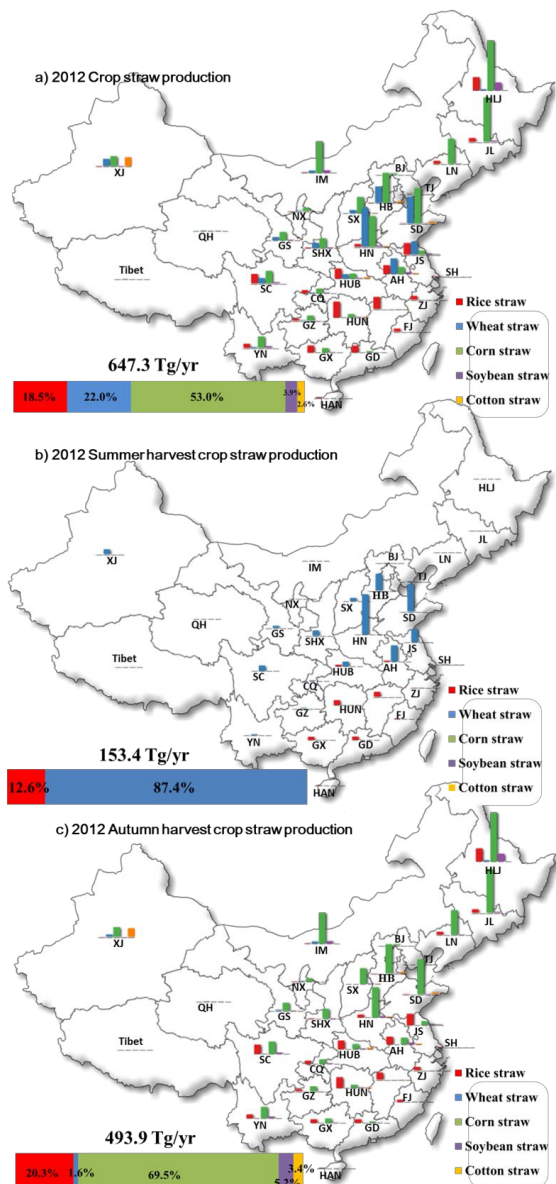 a) 2012 Crop straw production
HLJ
JL
LN
XJ
IM
BJ
TJ
HB
NX
SX
SD
QH
GS
SHX
HN
JS
Tibet
SC
HUB
AH
SH
CQ
ZJ
GZ
HUN
FJ
YN
GX
GD
HAN
Rice straw
Wheat straw
Corn straw
Soybean straw
Cotton straw
647.3 Tg/yr
18.5%
22.0%
53.0%
3.9%
2.6%
b) 2012 Summer harvest crop straw production
HLJ
JL
LN
XJ
IM
BJ
TJ
HB
NX
SX
SD
QH
GS
SHX
HN
JS
Tibet
SC
HUB
AH
SH
CQ
ZJ
GZ
HUN
FJ
YN
GX
GD
HAN
Rice straw
Wheat straw
Corn straw
Soybean straw
Cotton straw
153.4 Tg/yr
12.6%
87.4%
c) 2012 Autumn harvest crop straw production
HLJ
JL
LN
XJ
IM
BJ
TJ
HB
NX
SX
SD
QH
GS
SHX
HN
JS
Tibet
SC
HUB
AH
SH
CQ
ZJ
GZ
HUN
FJ
YN
GX
GD
HAN
Rice straw
Wheat straw
Corn straw
Soybean straw
Cotton straw
493.9 Tg/yr
20.3%
1.6%
69.5%
5.2%
3.4%